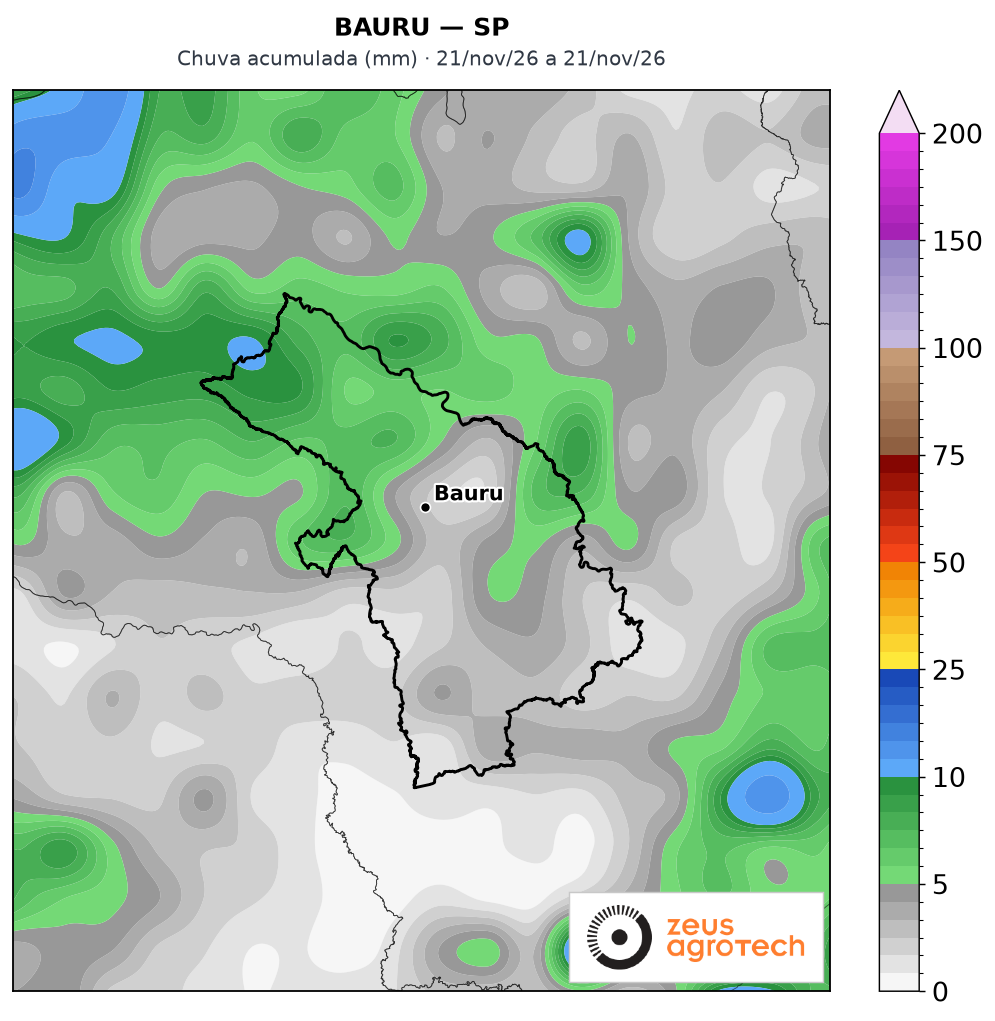 BAURU — SP
Chuva acumulada (mm) · 21/nov/26 a 21/nov/26
200
150
100
75
50
25
10
5
0
Bauru
zeus
agrotech